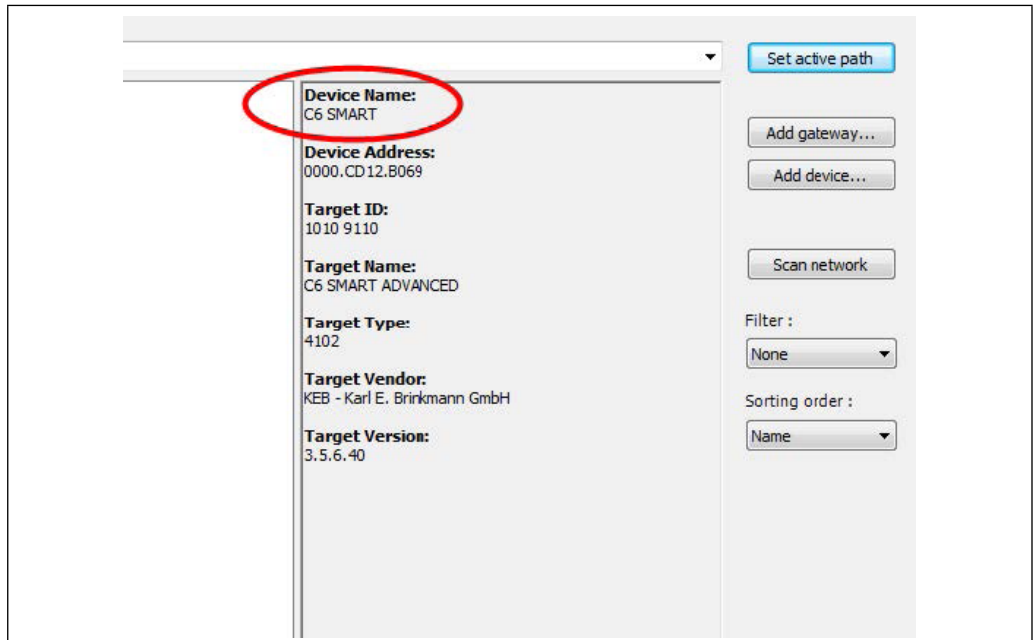 Set active path
Device Name:
C6 SMART
Add gateway...
Device Address:
0000.CD12.B069
Add device...
Target ID:
1010 9110
Target Name:
C6 SMART ADVANCED
Scan network
Target Type:
4102
Filter :
None
Target Vendor:
KEB - Karl E. Brinkmann GmbH
Sorting order :
Target Version:
3.5.6.40
Name